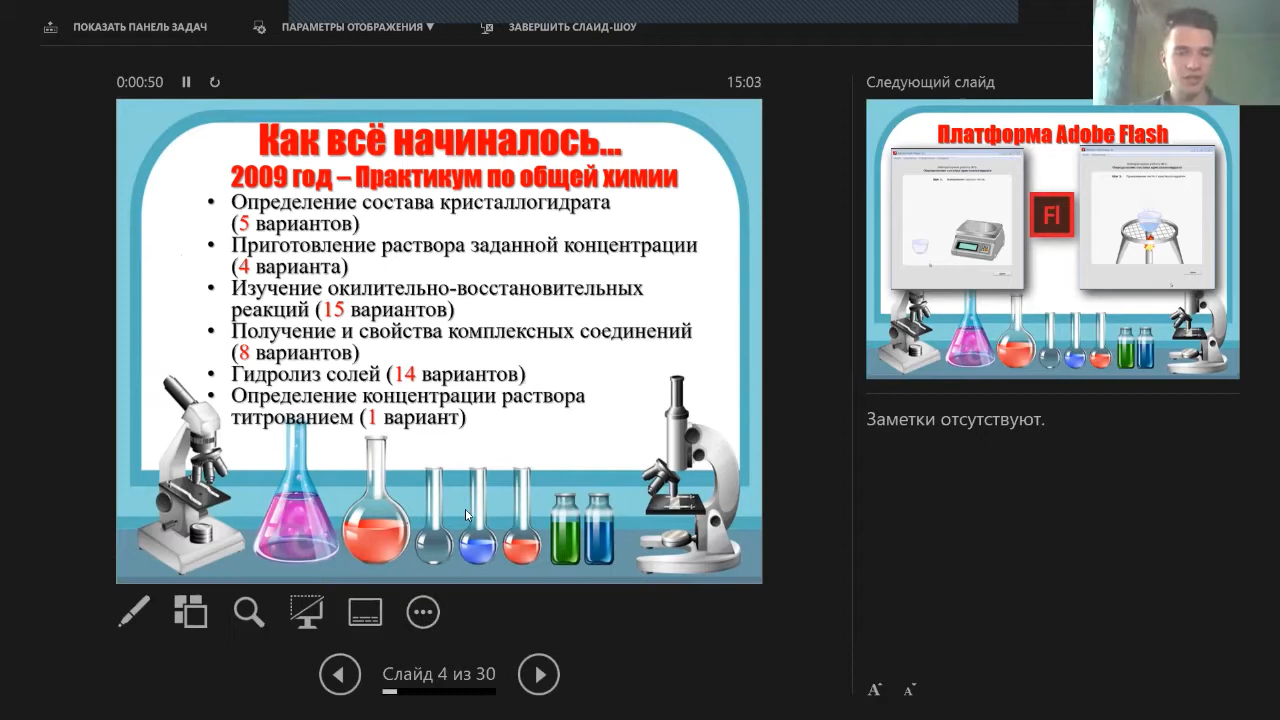 ПОКАЗАТЬ ПАНЕЛЬ ЗАДАЧ
ПАРАМЕТРЫ ОТОБРАЖЕНИЯ ▼
ЗАВЕРШИТЬ СЛАЙД-ШОУ
0:00:50
15:03
Как всё начиналось...
2009 год – Практикум по общей химии
• Определение состава кристаллогидрата
(5 вариантов)
• Приготовление раствора заданной концентрации
(4 варианта)
• Изучение окилительно-восстановительных
реакций (15 вариантов)
• Получение и свойства комплексных соединений
(8 вариантов)
• Гидролиз солей (14 вариантов)
• Определение концентрации раствора
титрованием (1 вариант)
Слайд 4 из 30
Следующий слайд
Платформа Adobe Flash
Fl
Заметки отсутствуют.
A A